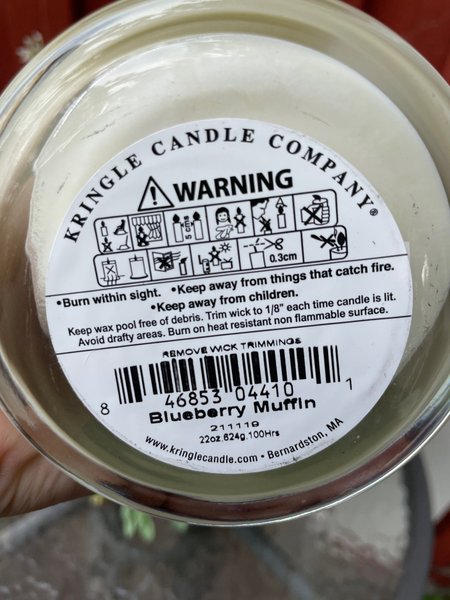 KRINGLE CANDLE COMPANY®
WARNING
5 cm
0.3cm
•Burn within sight. •Keep away from things that catch fire.
•Keep away from children.
Keep wax pool free of debris. Trim wick to 1/8" each time candle is lit.
Avoid drafty areas. Burn on heat resistant non flammable surface.
REMOVE WICK TRIMMINGS
8 46853 04410 1
Blueberry Muffin
211119
22oz.624g.100Hrs
www.kringlecandle.com • Bernardston, MA